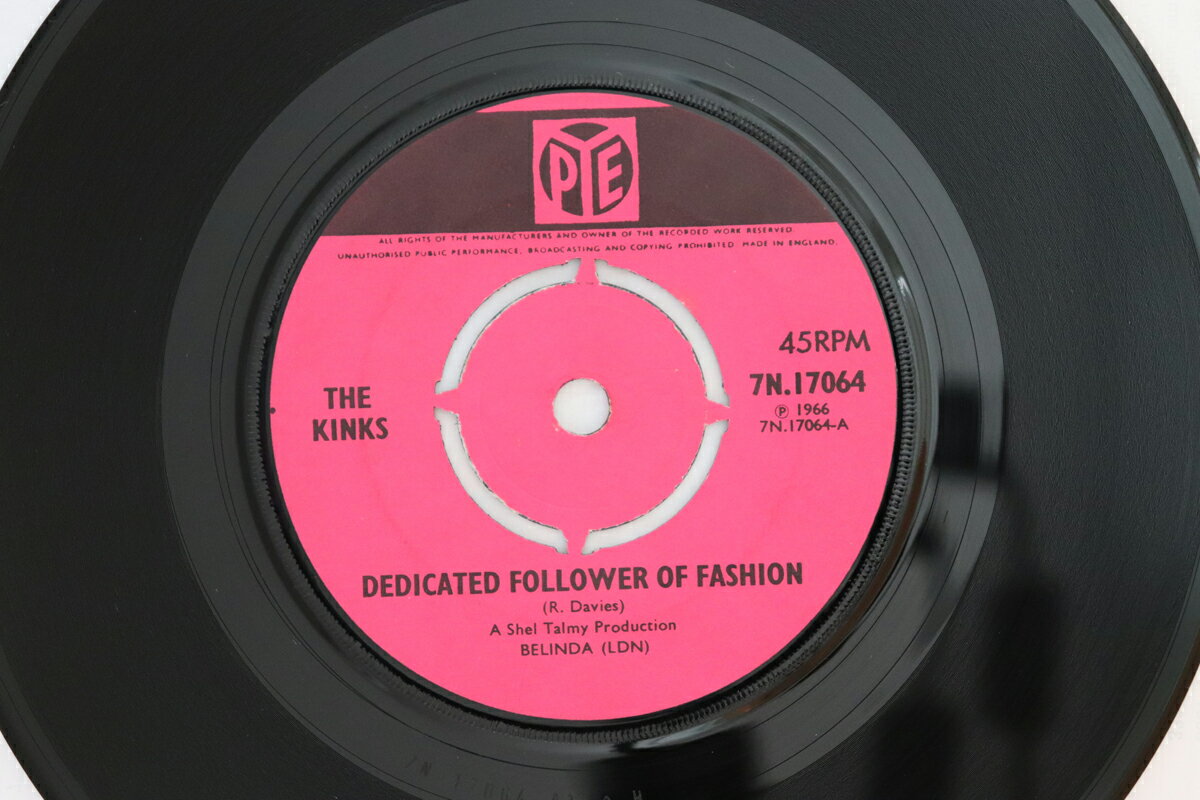 PYE
ALL RIGHTS OF THE MANUFACTURERS AND OWNER OF THE RECORDED WORK RESERVED.
UNAUTHORISED PUBLIC PERFORMANCE, BROADCASTING AND COPYING PROHIBITED. MADE IN ENGLAND.
45RPM
THE
KINKS
7N.17064
℗ 1966
7N.17064-A
DEDICATED FOLLOWER OF FASHION
(R. Davies)
A Shel Talmy Production
BELINDA (LDN)